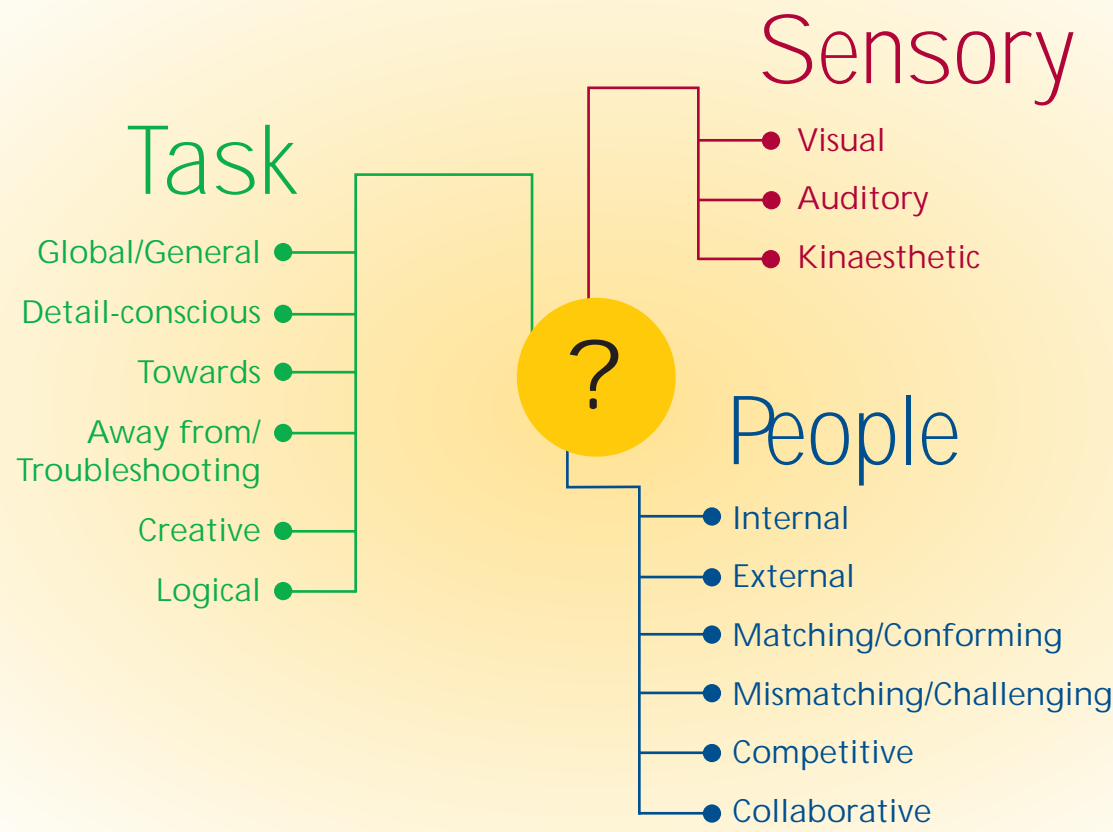 Sensory
Visual
Auditory
Kinaesthetic
Task
Global/General
Detail-conscious
Towards
Away from/
Troubleshooting
Creative
Logical
?
People
Internal
External
Matching/Conforming
Mismatching/Challenging
Competitive
Collaborative